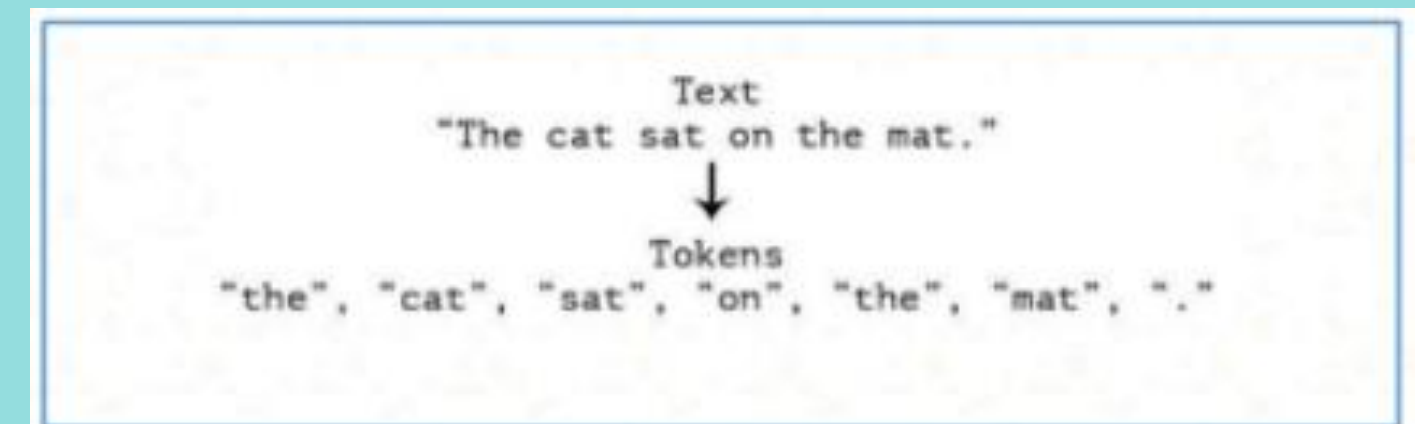 Text
"The cat sat on the mat."
Tokens
"the", "cat", "sat", "on", "the", "mat", "."